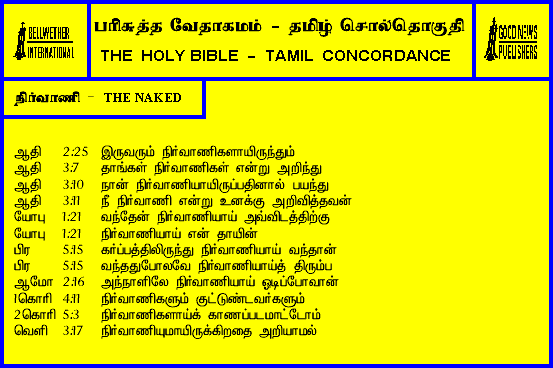 BELLWETHER
INTERNATIONAL
பரிசுத்த வேதாகமம் - தமிழ் சொல்தொகுதி
THE HOLY BIBLE - TAMIL CONCORDANCE
GOOD NEWS
PUBLISHERS
நிர்வாணி - THE NAKED
ஆதி 2:25 இருவரும் நிர்வாணிகளாயிருந்தும்
ஆதி 3:7 தாங்கள் நிர்வாணிகள் என்று அறிந்து
ஆதி 3:10 நான் நிர்வாணியாயிருப்பதினால் பயந்து
ஆதி 3:11 நீ நிர்வாணி என்று உனக்கு அறிவித்தவன்
யோபு 1:21 வந்தேன் நிர்வாணியாய் அவ்விடத்திற்கு
யோபு 1:21 நிர்வாணியாய் என் தாயின்
பிர 5:15 கர்ப்பத்திலிருந்து நிர்வாணியாய் வந்தான்
பிர 5:15 வந்ததுபோலவே நிர்வாணியாய்த் திரும்ப
ஆமோ 2:16 அந்நாளிலே நிர்வாணியாய் ஓடிப்போவான்
1கொரி 4:11 நிர்வாணிகளும் குட்டுண்டவர்களும்
2கொரி 5:3 நிர்வாணிகளாய்க் காணப்படமாட்டோம்
வெளி 3:17 நிர்வாணியுமாயிருக்கிறதை அறியாமல்